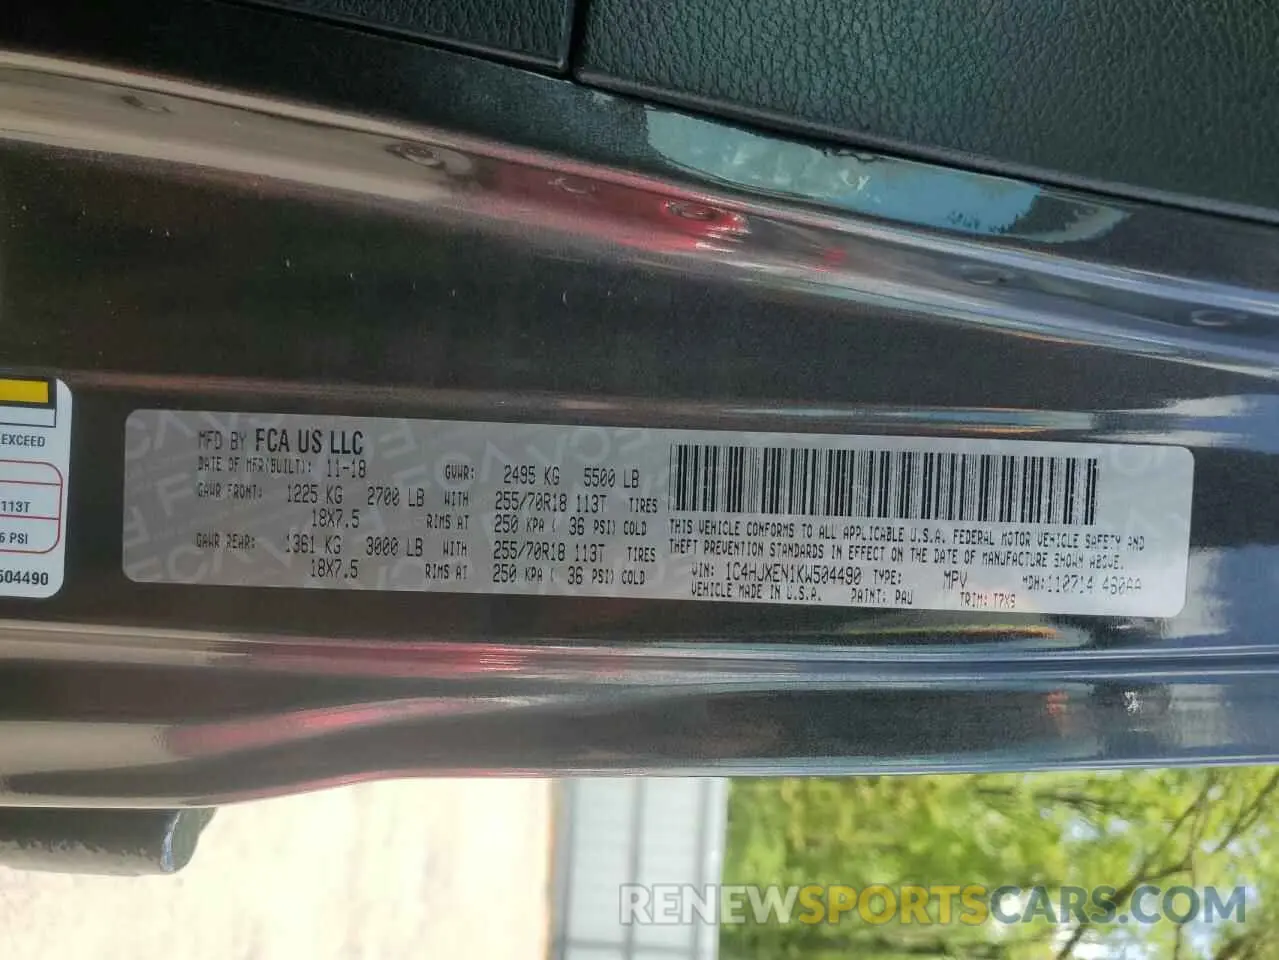 EXCEED
113T
6 PSI
504490
MFD BY FCA US LLC
DATE OF MFR(BUILT): 11-18 GVWR: 2495 KG 5500 LB
GAWR FRONT: 1225 KG 2700 LB WITH 255/70R18 113T TIRES
18X7.5 RIMS AT 250 KPA ( 36 PSI) COLD
GAWR REAR: 1361 KG 3000 LB WITH 255/70R18 113T TIRES
18X7.5 RIMS AT 250 KPA ( 36 PSI) COLD
THIS VEHICLE CONFORMS TO ALL APPLICABLE U.S.A. FEDERAL MOTOR VEHICLE SAFETY AND
THEFT PREVENTION STANDARDS IN EFFECT ON THE DATE OF MANUFACTURE SHOWN ABOVE.
VIN: 1C4HJXEN1KW504490 TYPE: MPV MDH: 110714 480AA
VEHICLE MADE IN U.S.A. PAINT: PAU TRIM: T7X9
RENEWSPORTSCARS.COM